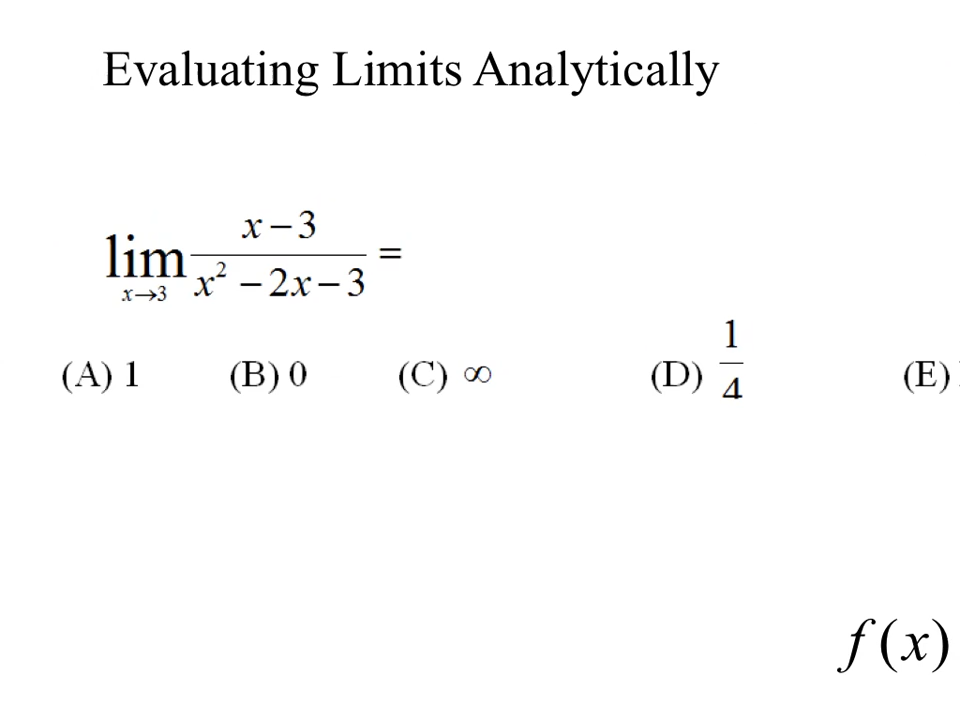 Evaluating Limits Analytically
lim x→3 (x − 3)/(x² − 2x − 3) =
(A) 1 (B) 0 (C) ∞ (D) 1/4 (E)
f(x)